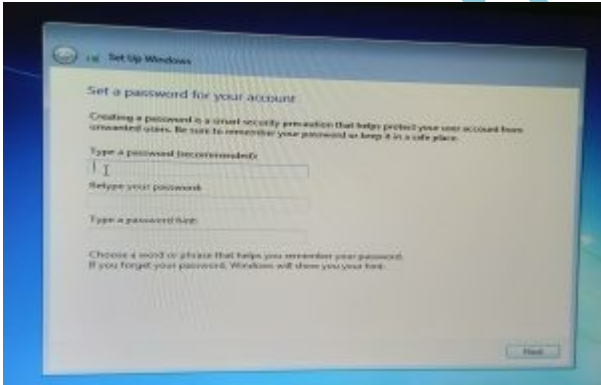 Set Up Windows
Set a password for your account
Creating a password is a smart security precaution that helps protect your user account from
unwanted users. Be sure to remember your password or keep it in a safe place.
Type a password (recommended):
Retype your password:
Type a password hint:
Choose a word or phrase that helps you remember your password.
If you forget your password, Windows will show you your hint.
Next